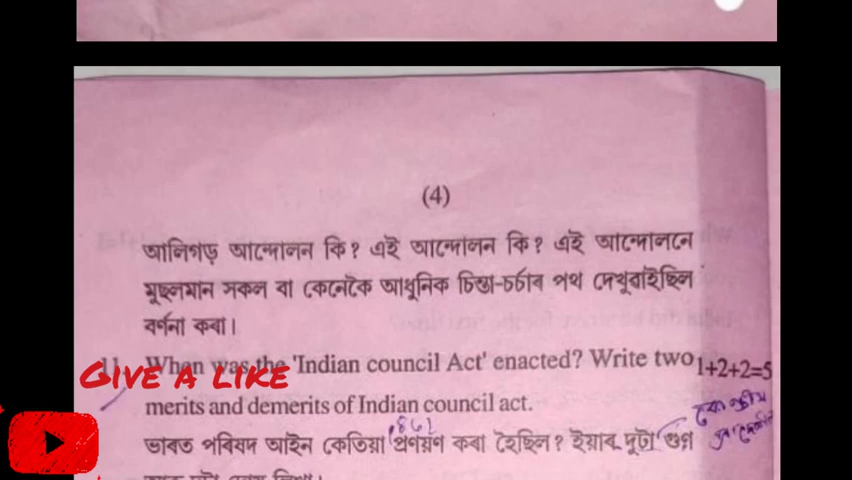 (4)
আলিগড় আন্দোলন কি? এই আন্দোলন কি? এই আন্দোলনে
মুছলমান সকল বা কেনেকৈ আধুনিক চিন্তা-চৰ্চাৰ পথ দেখুৱাইছিল
বৰ্ণনা কৰা।
11. When was the 'Indian council Act' enacted? Write two 1+2+2=5
GIVE A LIKE
merits and demerits of Indian council act.
1861
ভাৰত পৰিষদ আইন কেতিয়া প্ৰণয়ণ কৰা হৈছিল? ইয়াৰ দুটা গুণ